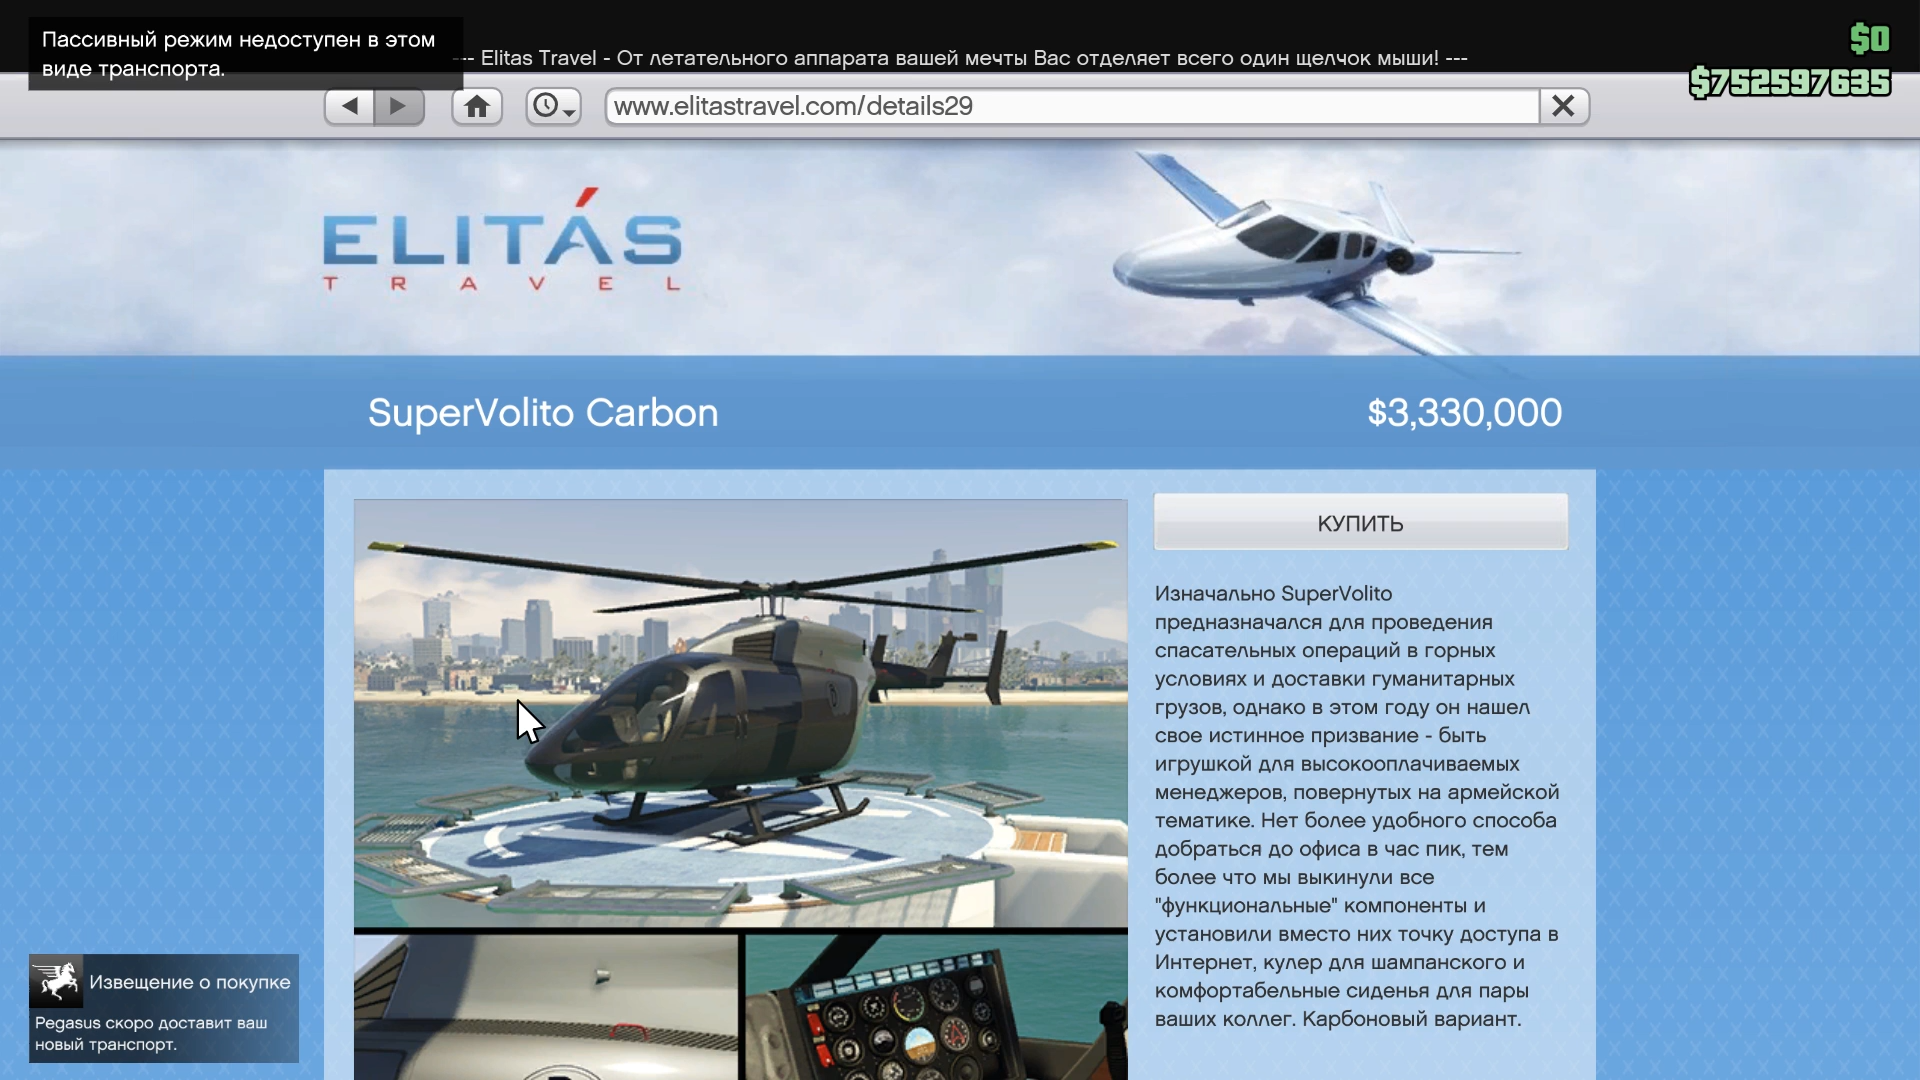 Пассивный режим недоступен в этом
виде транспорта.
--- Elitas Travel - От летательного аппарата вашей мечты Вас отделяет всего один щелчок мыши! ---
$0
$752597635
www.elitastravel.com/details29
ELITÁS
TRAVEL
SuperVolito Carbon
$3,330,000
КУПИТЬ
Изначально SuperVolito
предназначался для проведения
спасательных операций в горных
условиях и доставки гуманитарных
грузов, однако в этом году он нашел
свое истинное призвание - быть
игрушкой для высокооплачиваемых
менеджеров, повернутых на армейской
тематике. Нет более удобного способа
добраться до офиса в час пик, тем
более что мы выкинули все
"функциональные" компоненты и
установили вместо них точку доступа в
Интернет, кулер для шампанского и
комфортабельные сиденья для пары
ваших коллег. Карбоновый вариант.
Извещение о покупке
Pegasus скоро доставит ваш
новый транспорт.